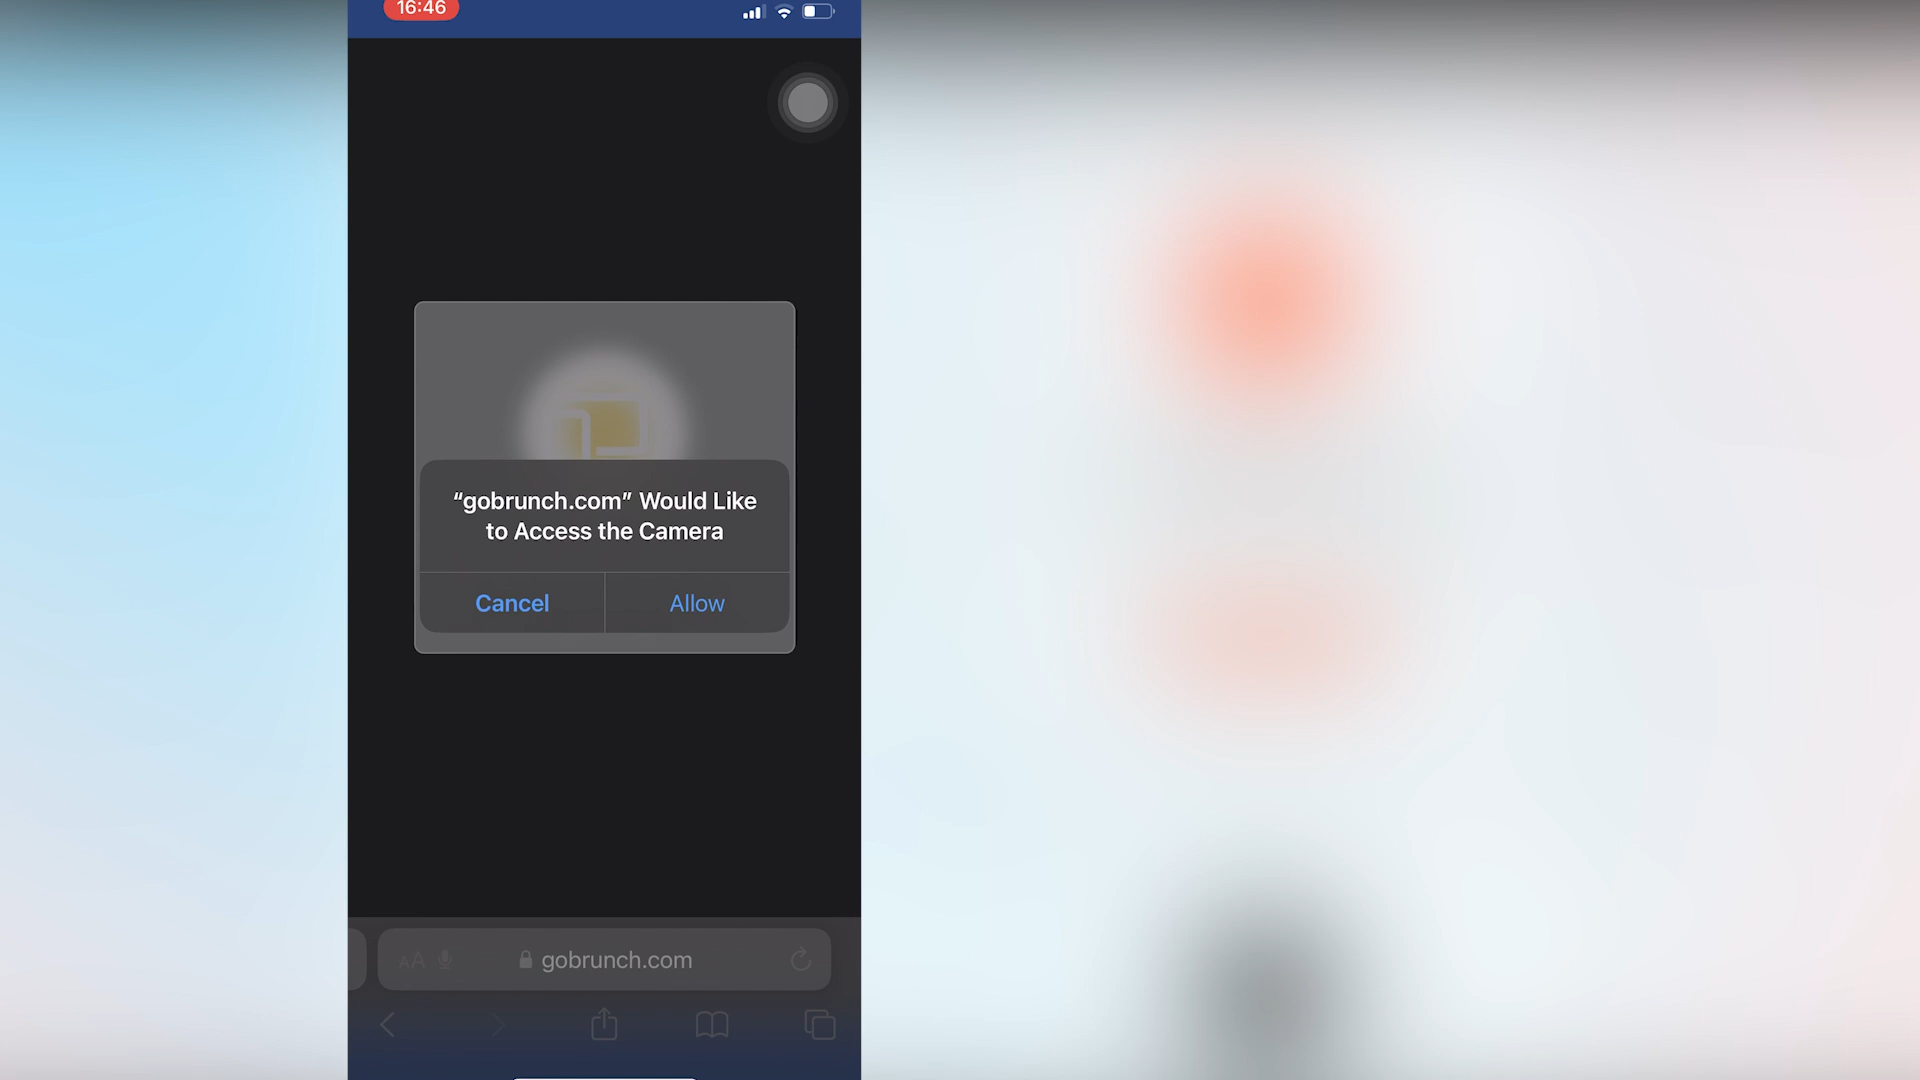 16:46
“gobrunch.com” Would Like
to Access the Camera
Cancel
Allow
AA
gobrunch.com